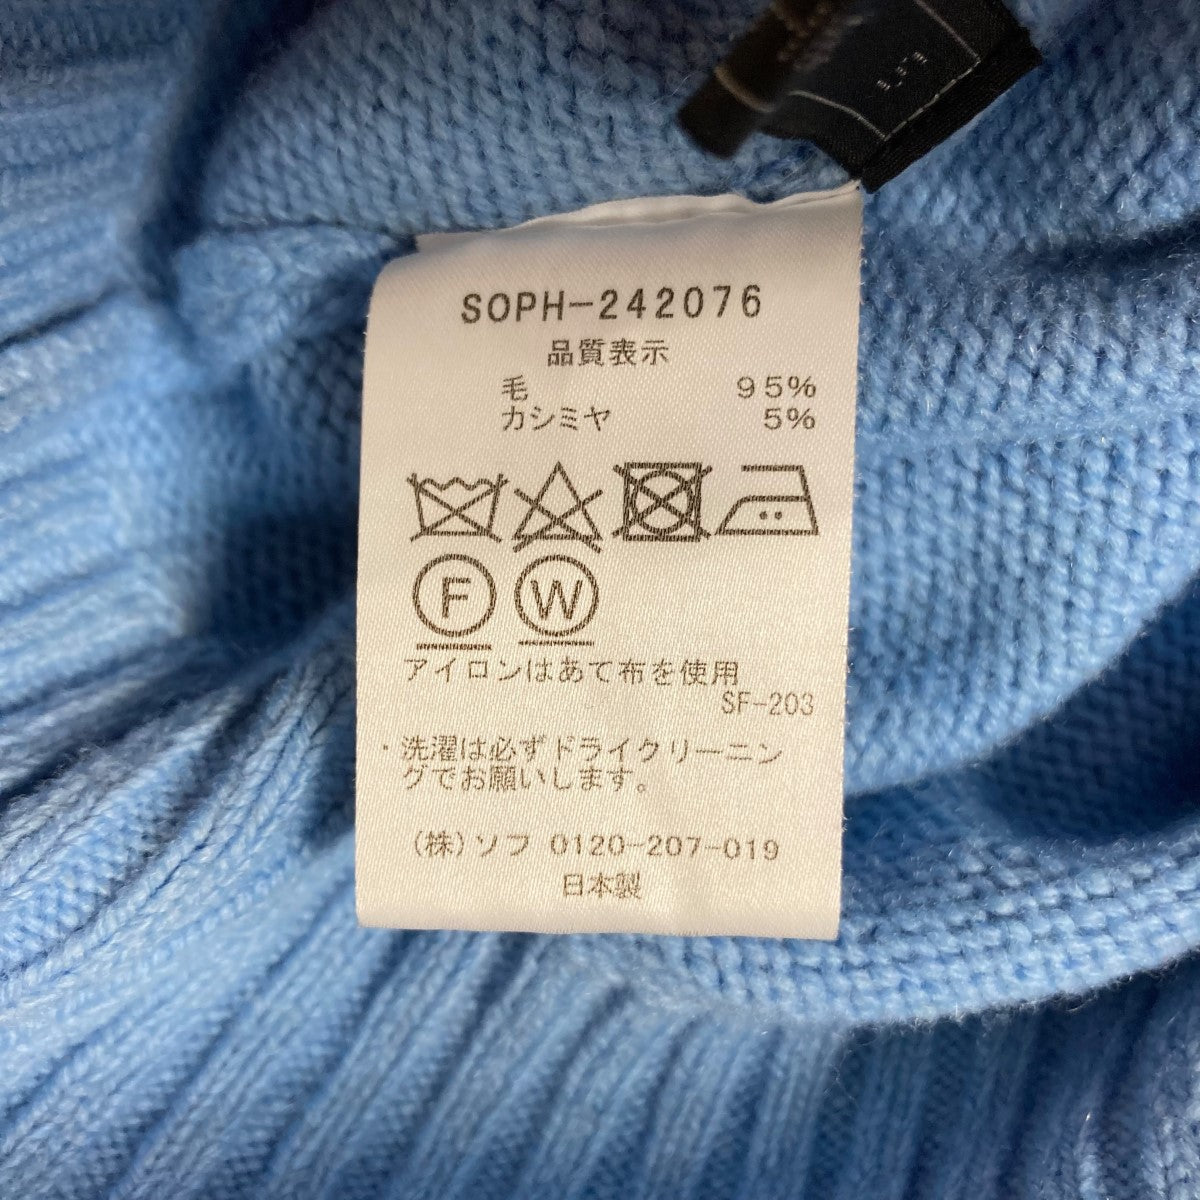 SOPH-242076
品質表示
毛 95%
カシミヤ 5%
F W
アイロンはあて布を使用
SF-203
・洗濯は必ずドライクリーニン
グでお願いします。
(株)ソフ 0120-207-019
日本製